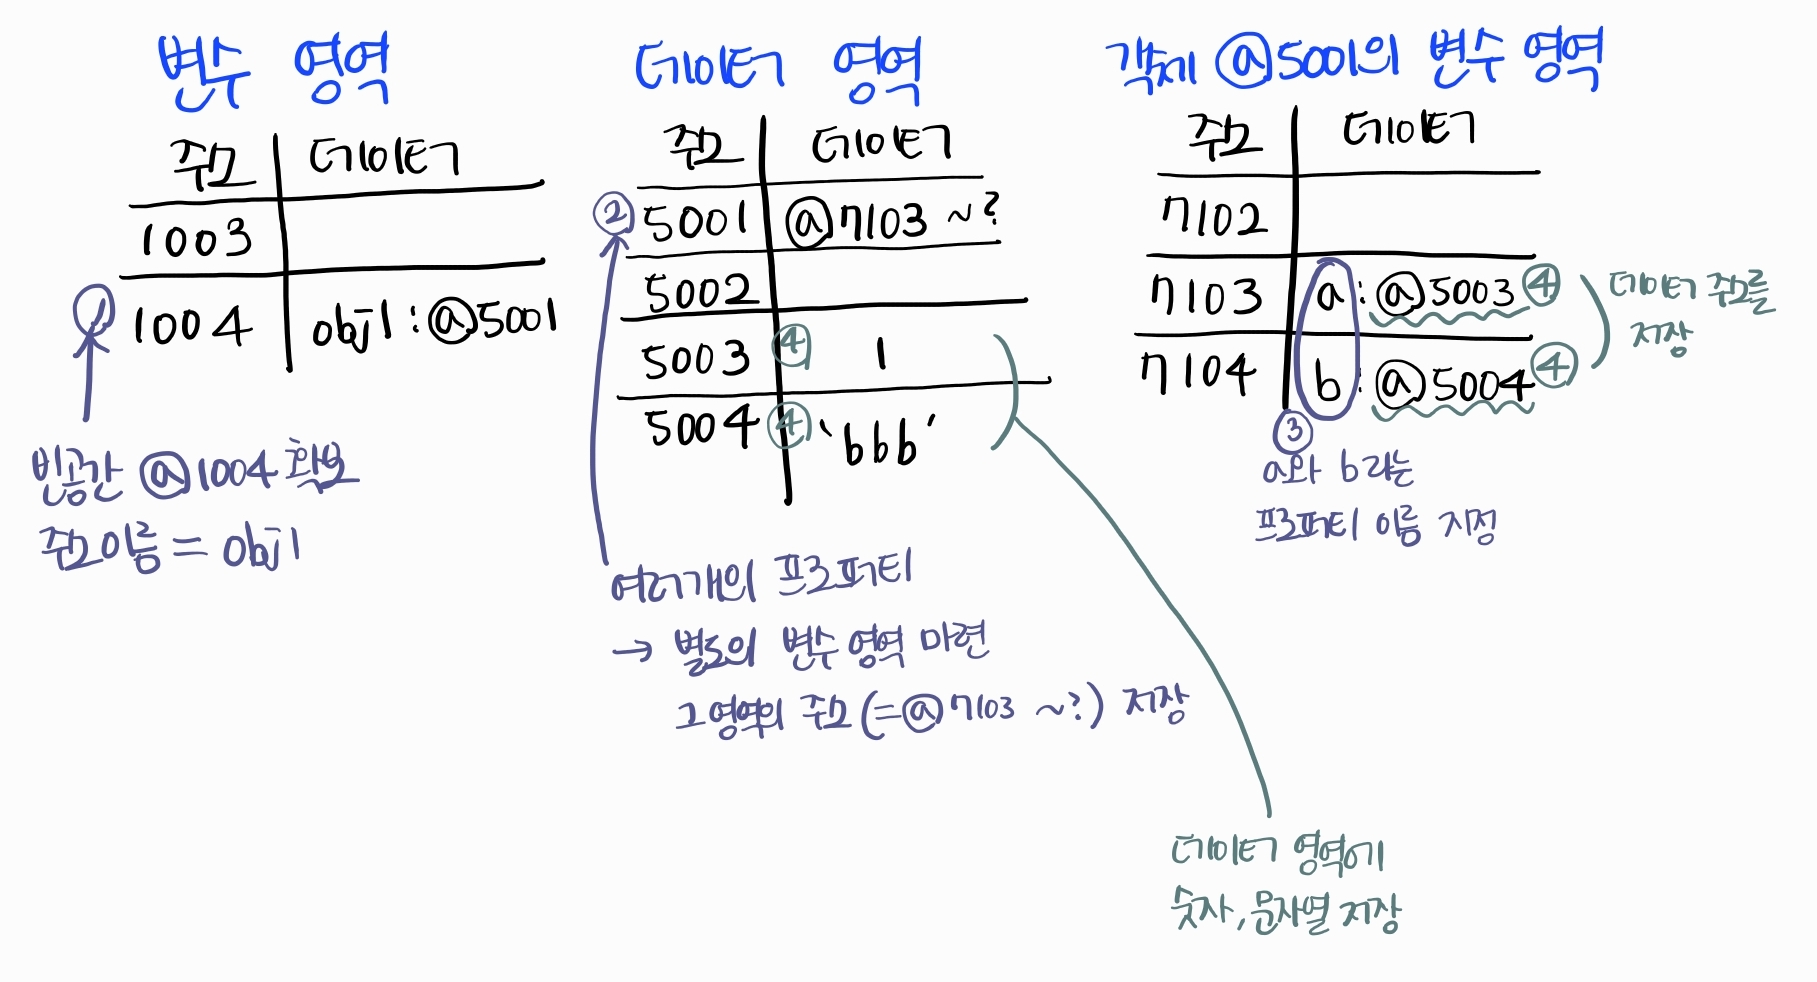 변수 영역
주소 데이터
1003
① 1004 obj1 : @5001
빈공간 @1004 확보
주소이름 = obj1
데이터 영역
주소 데이터
② 5001 @7103 ~?
5002
5003 ④ 1
5004 ④ 'bbb'
여러개의 프로퍼티
→ 별도의 변수 영역 마련
그 영역의 주소 (=@7103 ~?) 저장
객체 @5001의 변수 영역
주소 데이터
7102
7103 a : @5003 ④
7104 b : @5004 ④
데이터 주소를
저장
③
a와 b라는
프로퍼티 이름 지정
데이터 영역에
숫자, 문자열 저장